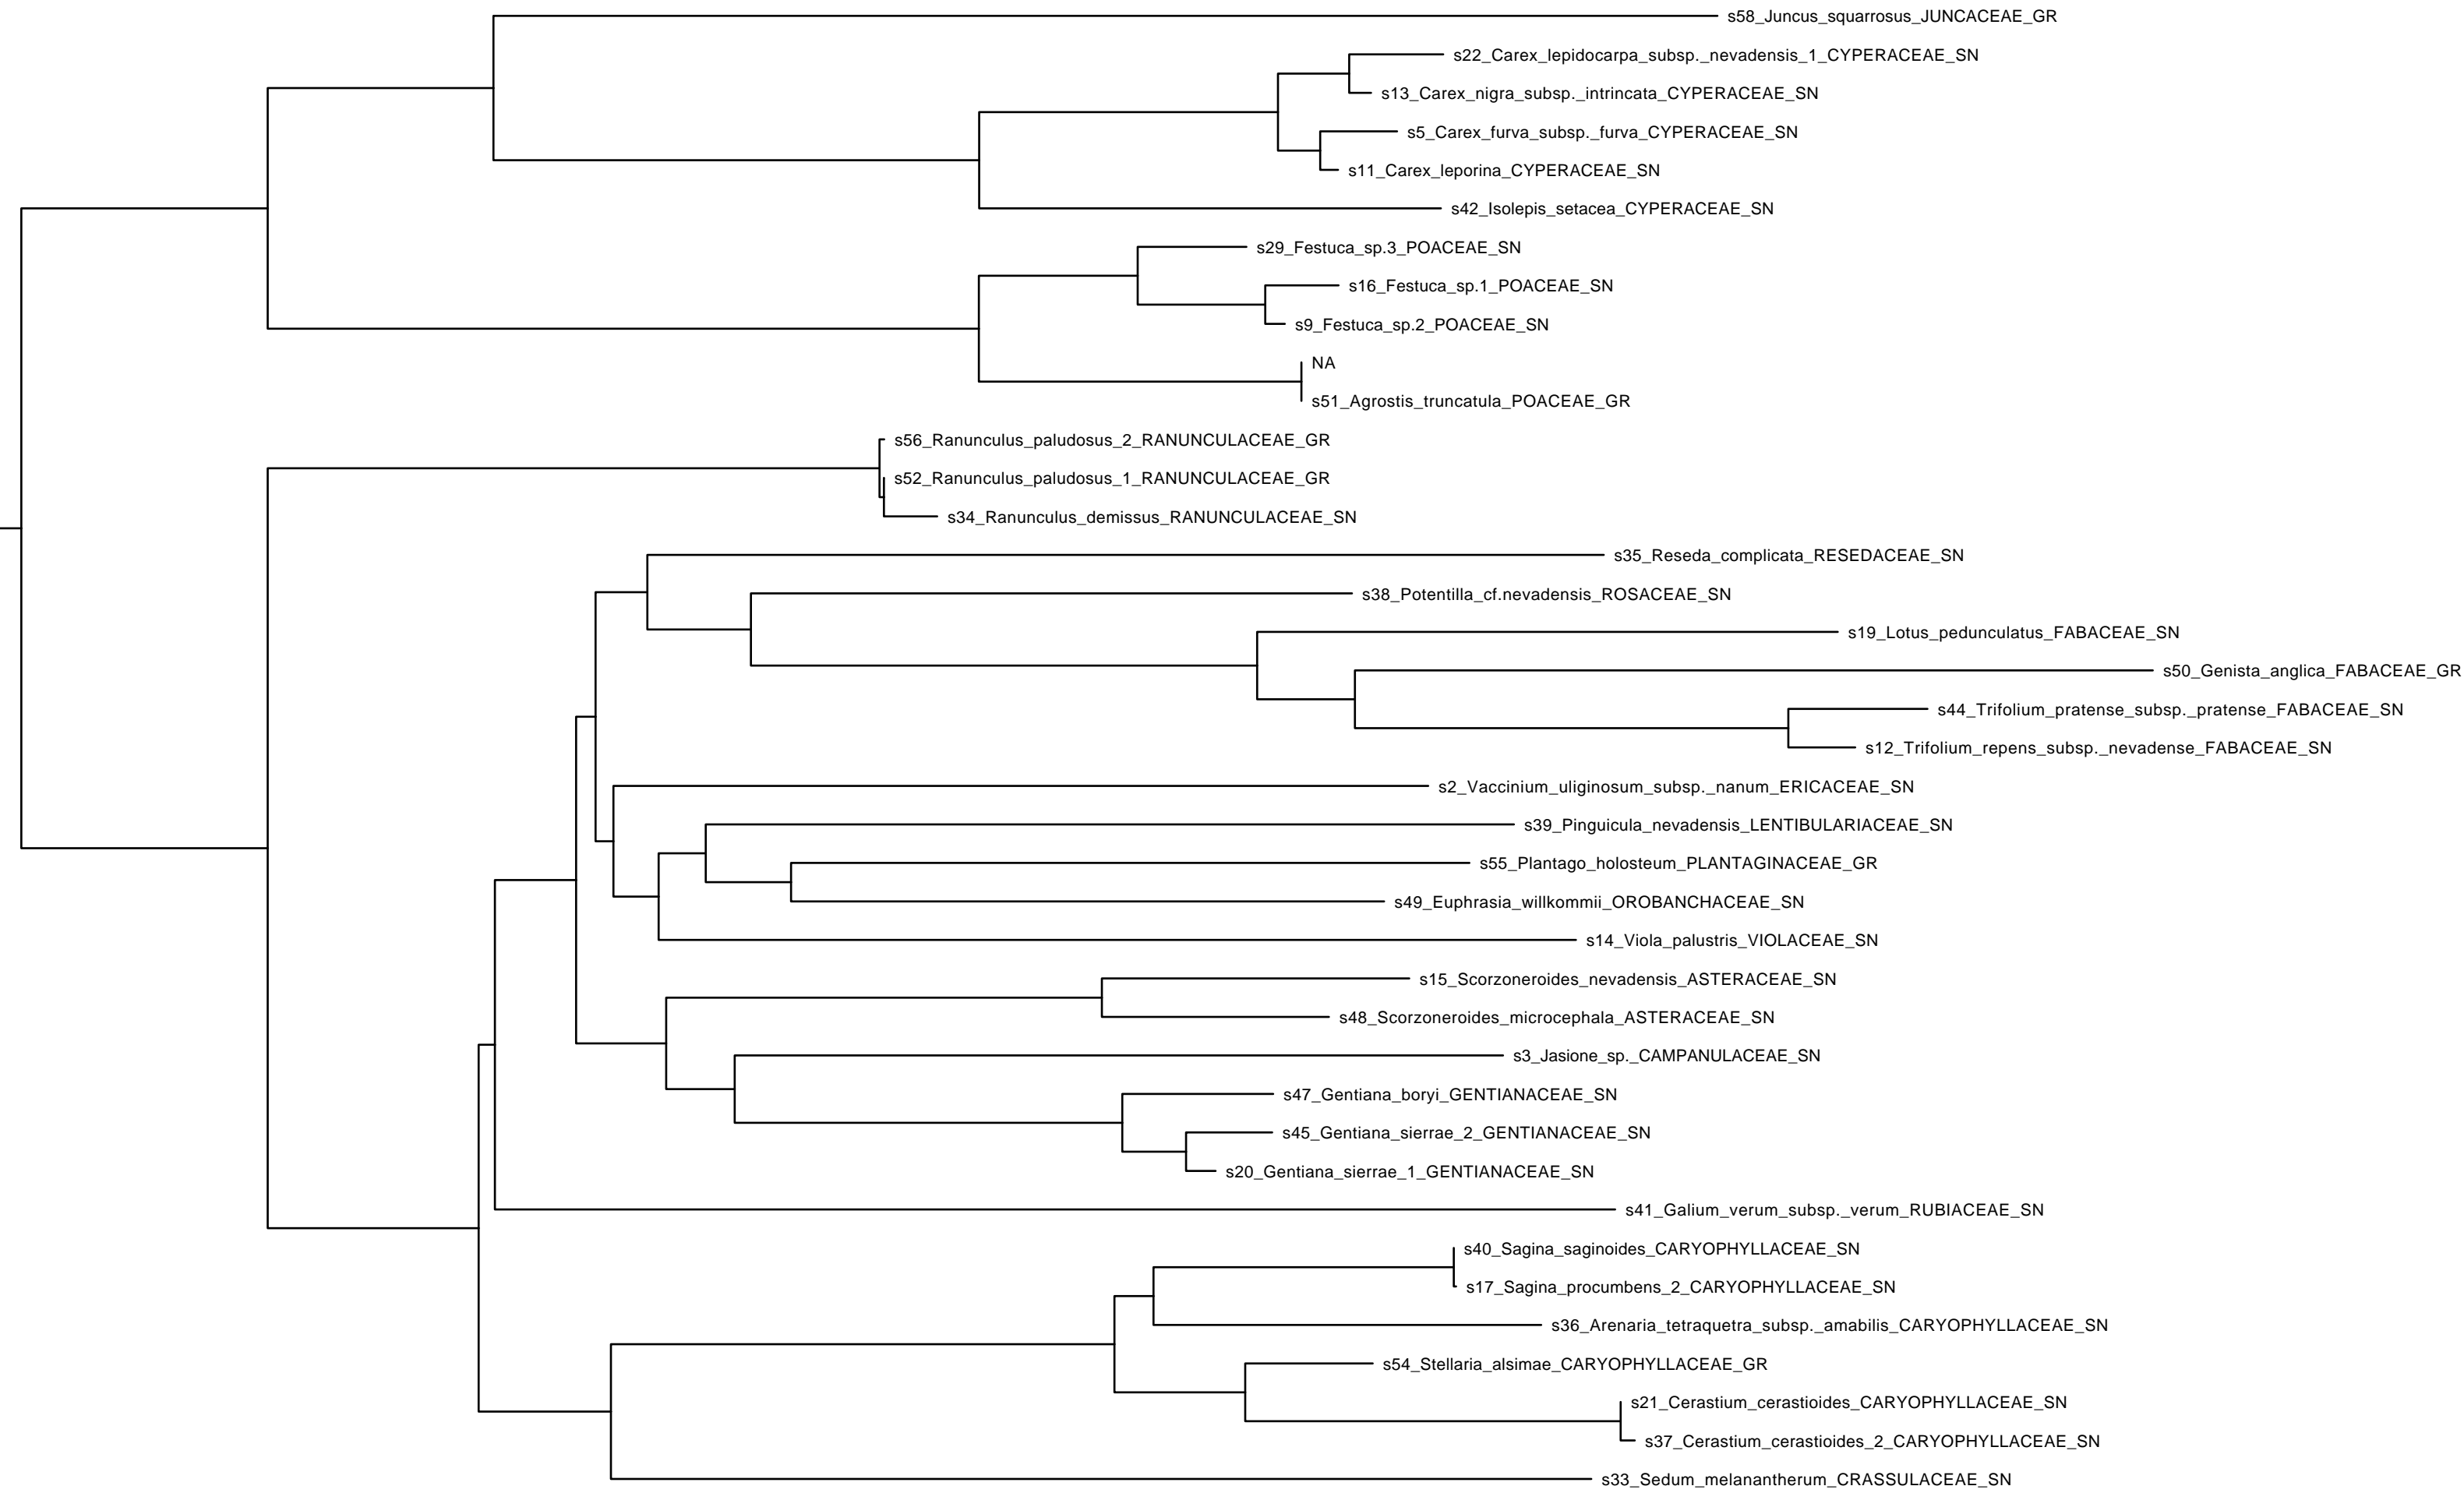 s58_Juncus_squarrosus_JUNCACEAE_GR
s22_Carex_lepidocarpa_subsp._nevadensis_1_CYPERACEAE_SN
s13_Carex_nigra_subsp._intrincata_CYPERACEAE_SN
s5_Carex_furva_subsp._furva_CYPERACEAE_SN
s11_Carex_leporina_CYPERACEAE_SN
s42_Isolepis_setacea_CYPERACEAE_SN
s29_Festuca_sp.3_POACEAE_SN
s16_Festuca_sp.1_POACEAE_SN
s9_Festuca_sp.2_POACEAE_SN
NA
s51_Agrostis_truncatula_POACEAE_GR
s56_Ranunculus_paludosus_2_RANUNCULACEAE_GR
s52_Ranunculus_paludosus_1_RANUNCULACEAE_GR
s34_Ranunculus_demissus_RANUNCULACEAE_SN
s35_Reseda_complicata_RESEDACEAE_SN
s38_Potentilla_cf.nevadensis_ROSACEAE_SN
s19_Lotus_pedunculatus_FABACEAE_SN
s50_Genista_anglica_FABACEAE_GR
s44_Trifolium_pratense_subsp._pratense_FABACEAE_SN
s12_Trifolium_repens_subsp._nevadense_FABACEAE_SN
s2_Vaccinium_uliginosum_subsp._nanum_ERICACEAE_SN
s39_Pinguicula_nevadensis_LENTIBULARIACEAE_SN
s55_Plantago_holosteum_PLANTAGINACEAE_GR
s49_Euphrasia_willkommii_OROBANCHACEAE_SN
s14_Viola_palustris_VIOLACEAE_SN
s15_Scorzoneroides_nevadensis_ASTERACEAE_SN
s48_Scorzoneroides_microcephala_ASTERACEAE_SN
s3_Jasione_sp._CAMPANULACEAE_SN
s47_Gentiana_boryi_GENTIANACEAE_SN
s45_Gentiana_sierrae_2_GENTIANACEAE_SN
s20_Gentiana_sierrae_1_GENTIANACEAE_SN
s41_Galium_verum_subsp._verum_RUBIACEAE_SN
s40_Sagina_saginoides_CARYOPHYLLACEAE_SN
s17_Sagina_procumbens_2_CARYOPHYLLACEAE_SN
s36_Arenaria_tetraquetra_subsp._amabilis_CARYOPHYLLACEAE_SN
s54_Stellaria_alsimae_CARYOPHYLLACEAE_GR
s21_Cerastium_cerastioides_CARYOPHYLLACEAE_SN
s37_Cerastium_cerastioides_2_CARYOPHYLLACEAE_SN
s33_Sedum_melanantherum_CRASSULACEAE_SN